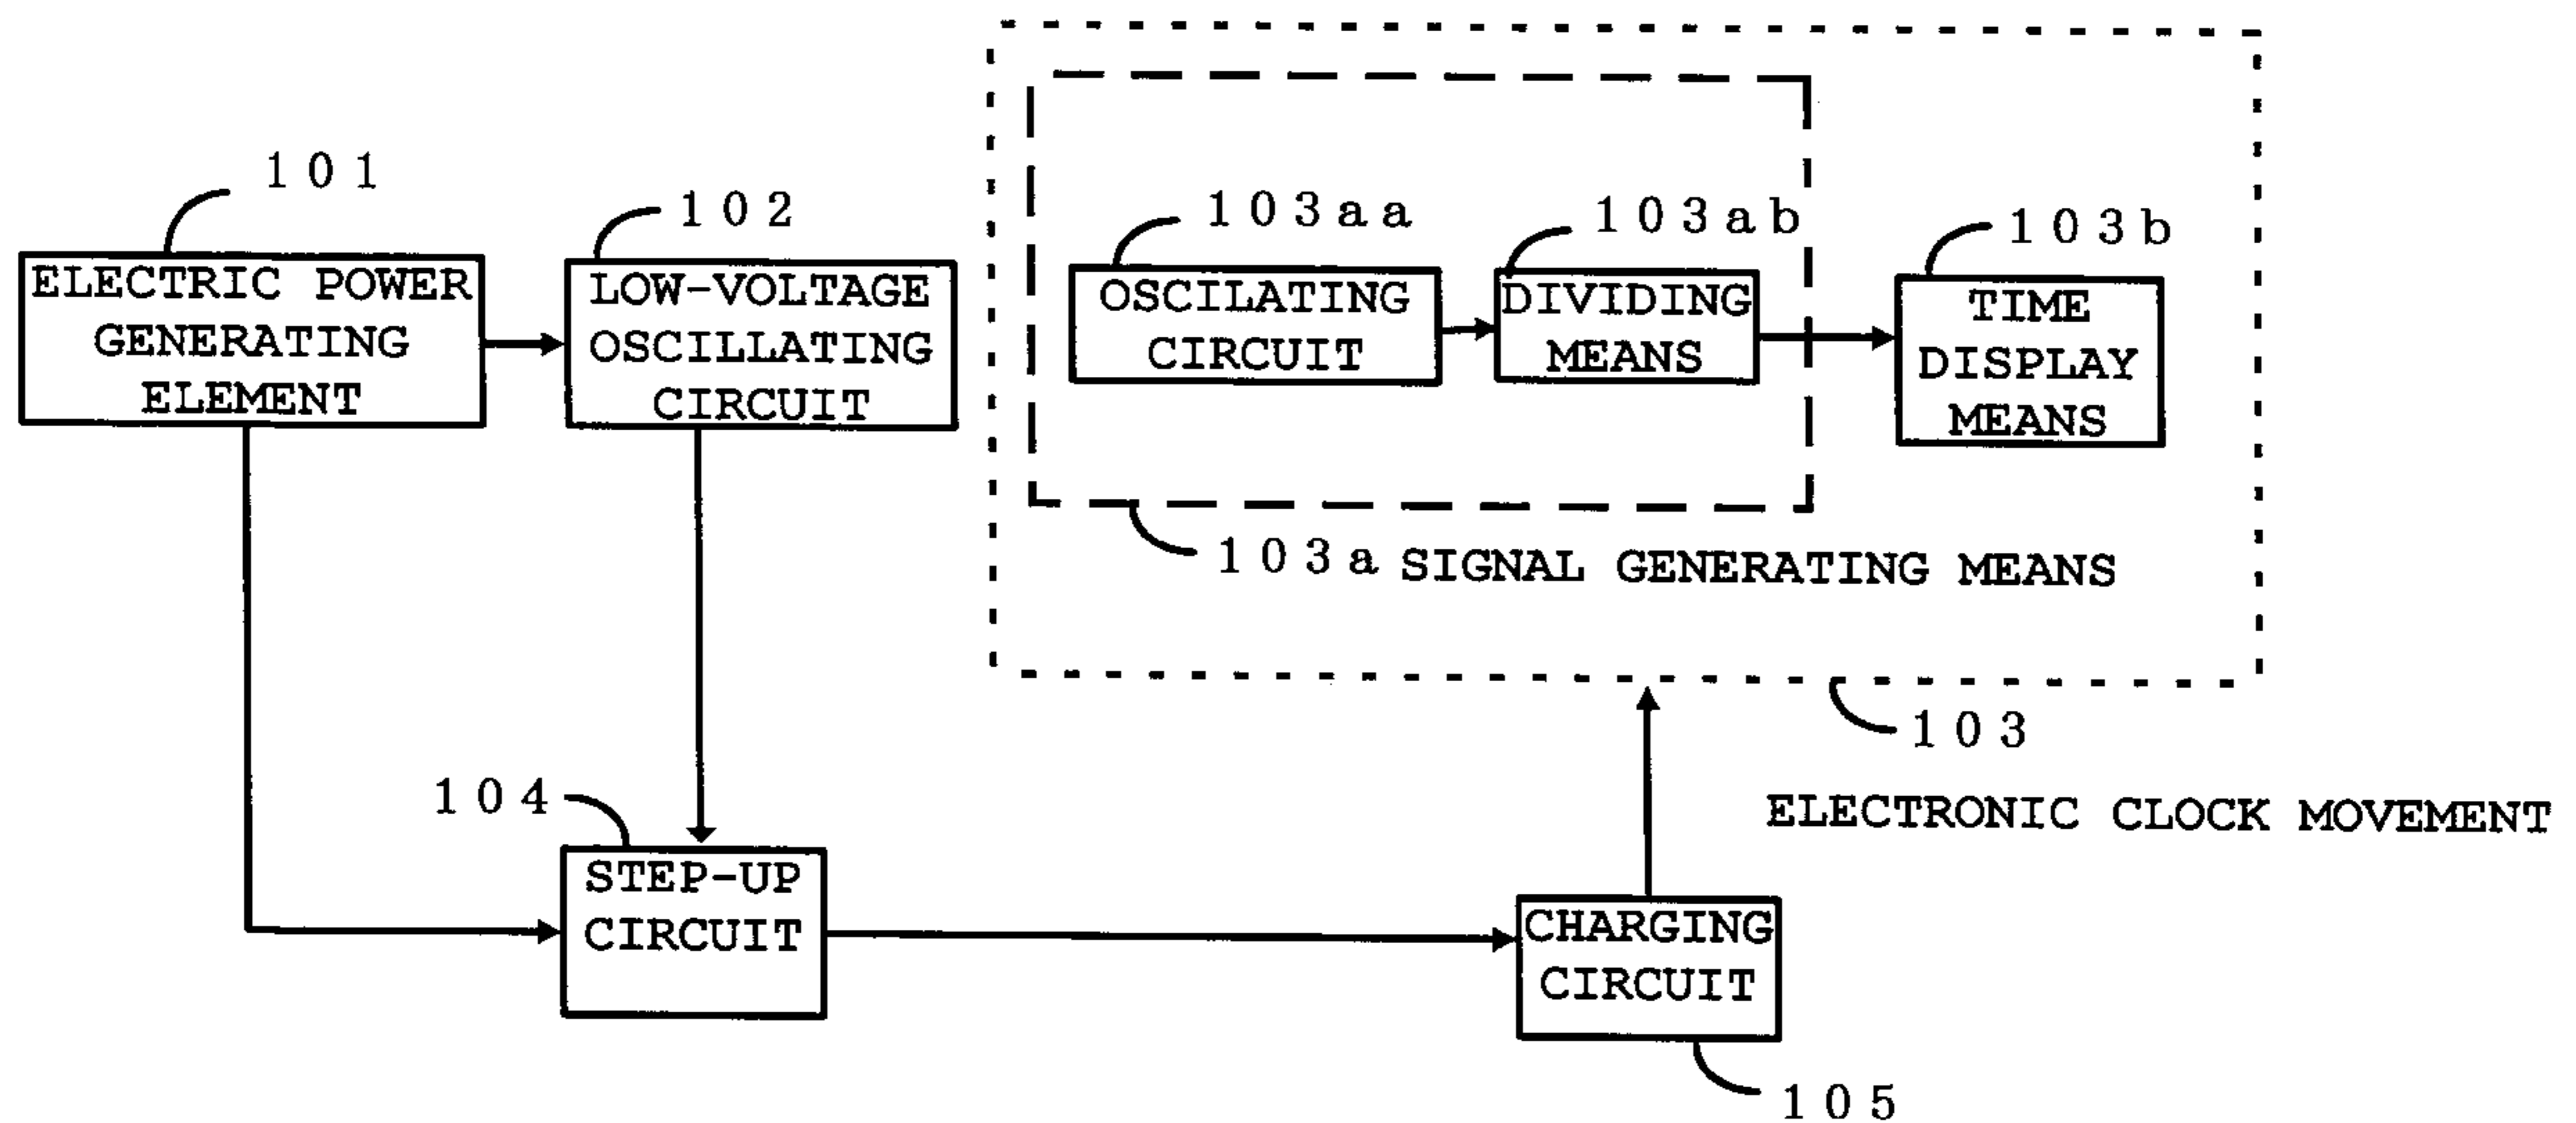 101
ELECTRIC POWER
GENERATING
ELEMENT
102
LOW-VOLTAGE
OSCILLATING
CIRCUIT
103aa
OSCILATING
CIRCUIT
103ab
DIVIDING
MEANS
103b
TIME
DISPLAY
MEANS
103a SIGNAL GENERATING MEANS
103
ELECTRONIC CLOCK MOVEMENT
104
STEP-UP
CIRCUIT
CHARGING
CIRCUIT
105